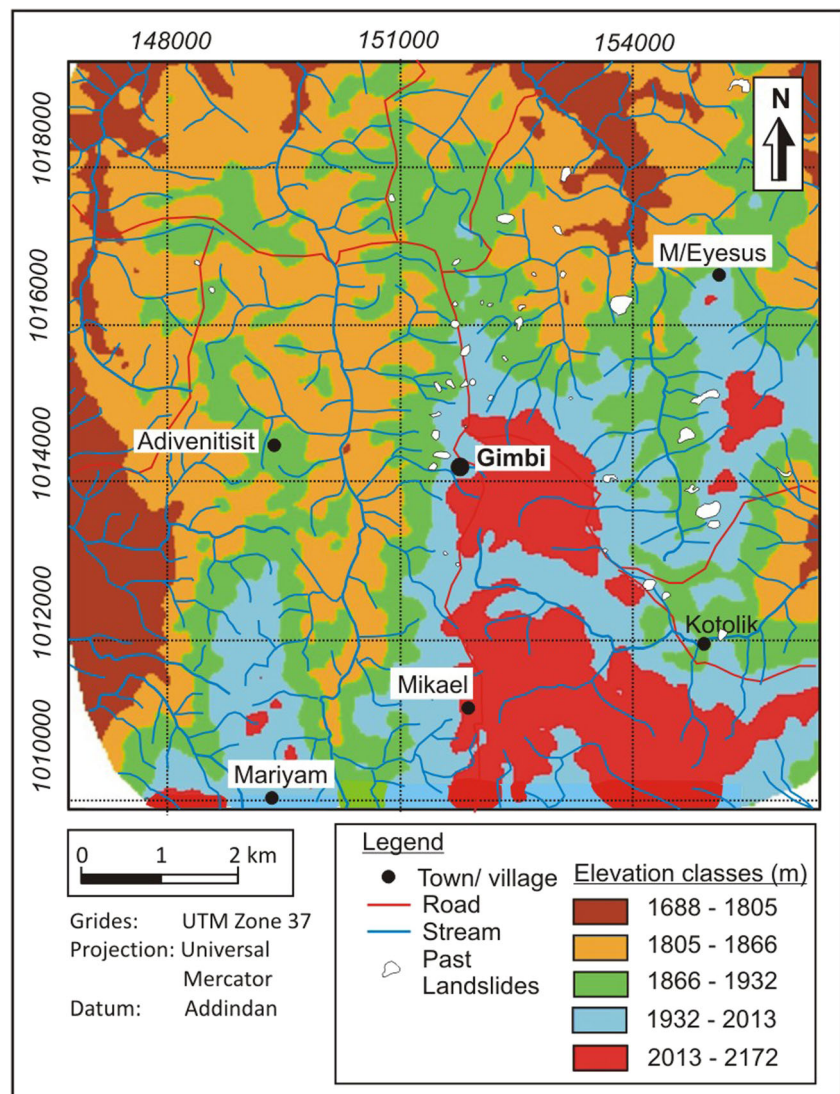 148000 151000 154000
N
1018000
M/Eyesus
1016000
Adivenitisit
1014000
Gimbi
1012000
Kotolik
Mikael
1010000
Mariyam
0 1 2 km
Grides: UTM Zone 37
Projection: Universal
Mercator
Datum: Addindan
Legend
Town/ village
Road
Stream
Past
Landslides
Elevation classes (m)
1688 - 1805
1805 - 1866
1866 - 1932
1932 - 2013
2013 - 2172